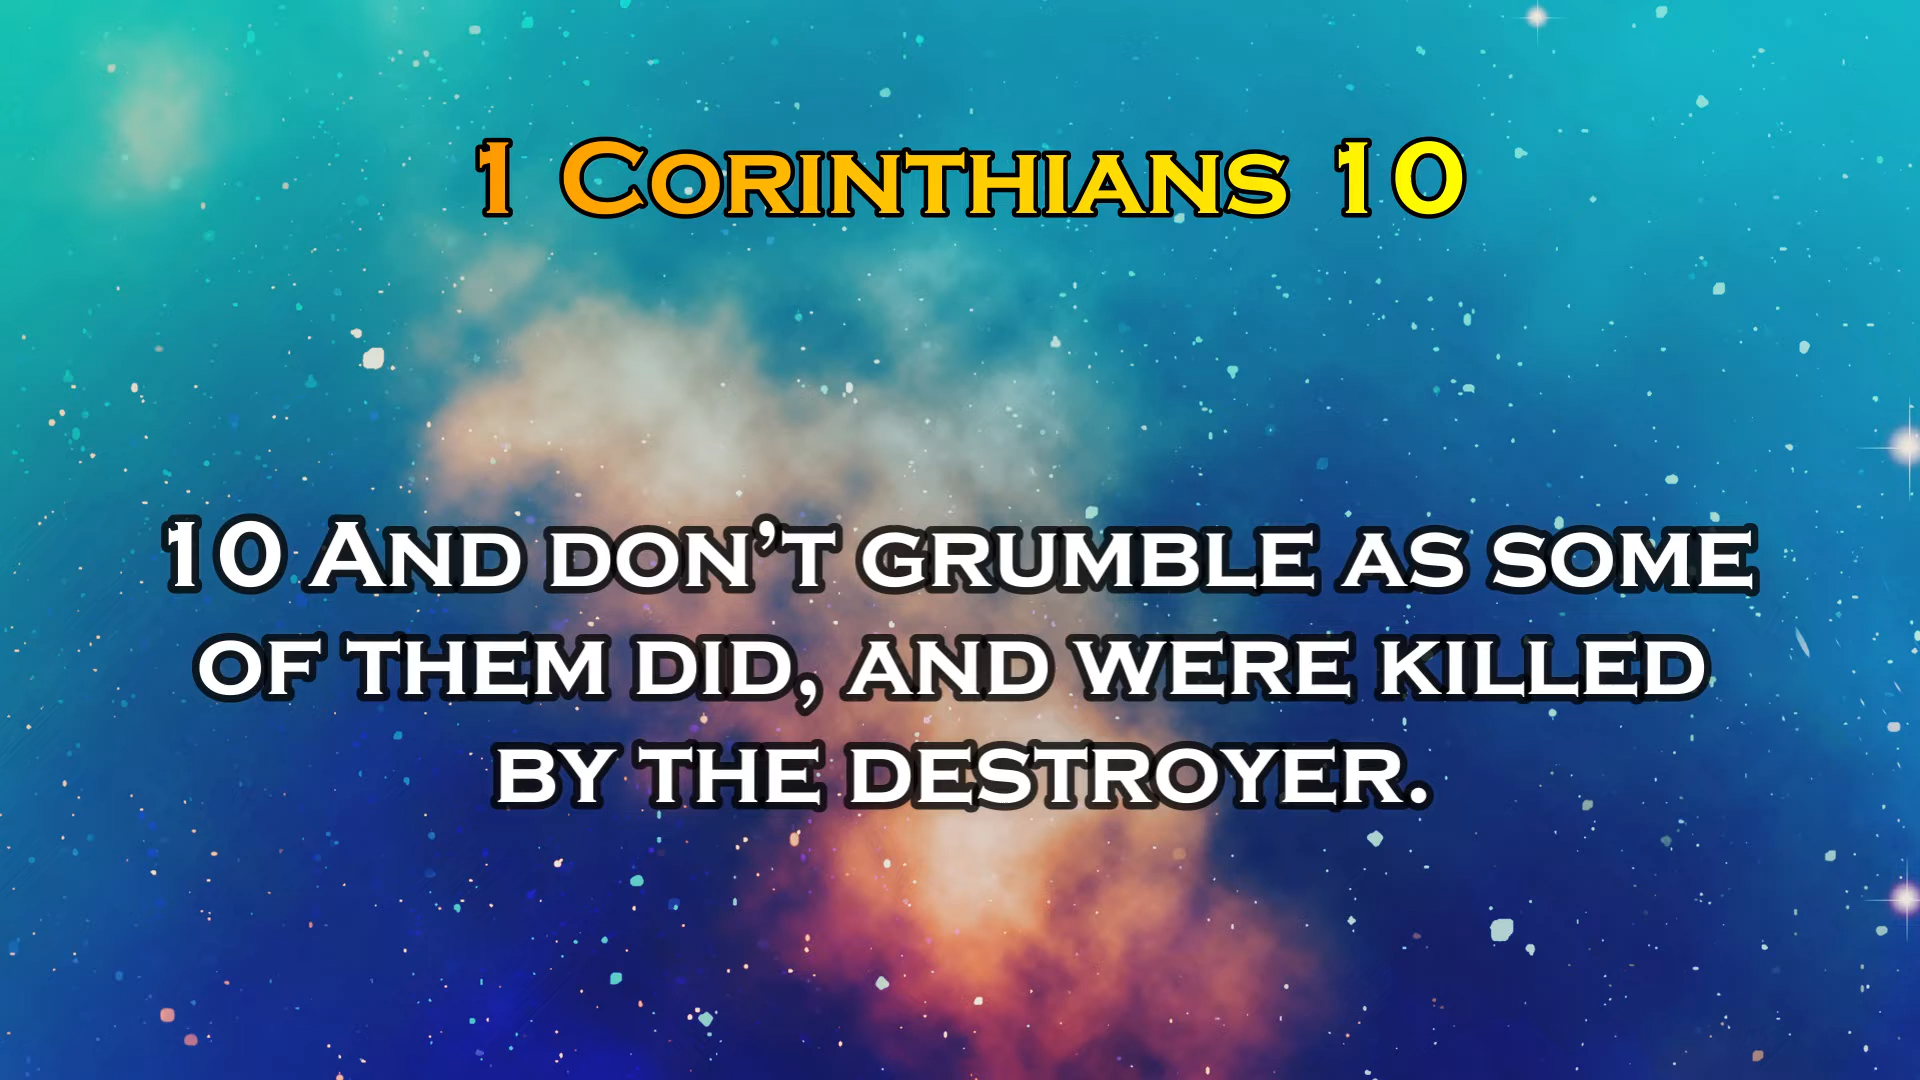 1 Corinthians 10
10 And don’t grumble as some
of them did, and were killed
by the destroyer.